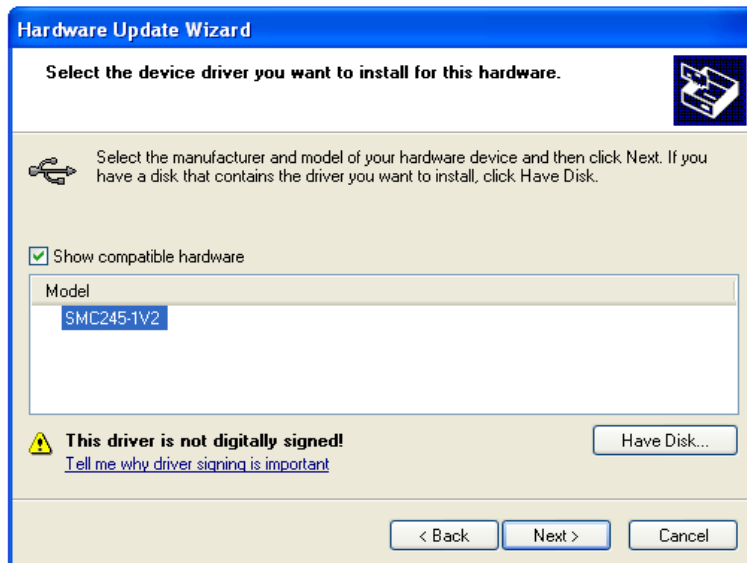 Hardware Update Wizard
Select the device driver you want to install for this hardware.
Select the manufacturer and model of your hardware device and then click Next. If you
have a disk that contains the driver you want to install, click Have Disk.
Show compatible hardware
Model
SMC245-1V2
This driver is not digitally signed!
Have Disk...
Tell me why driver signing is important
< Back
Next >
Cancel